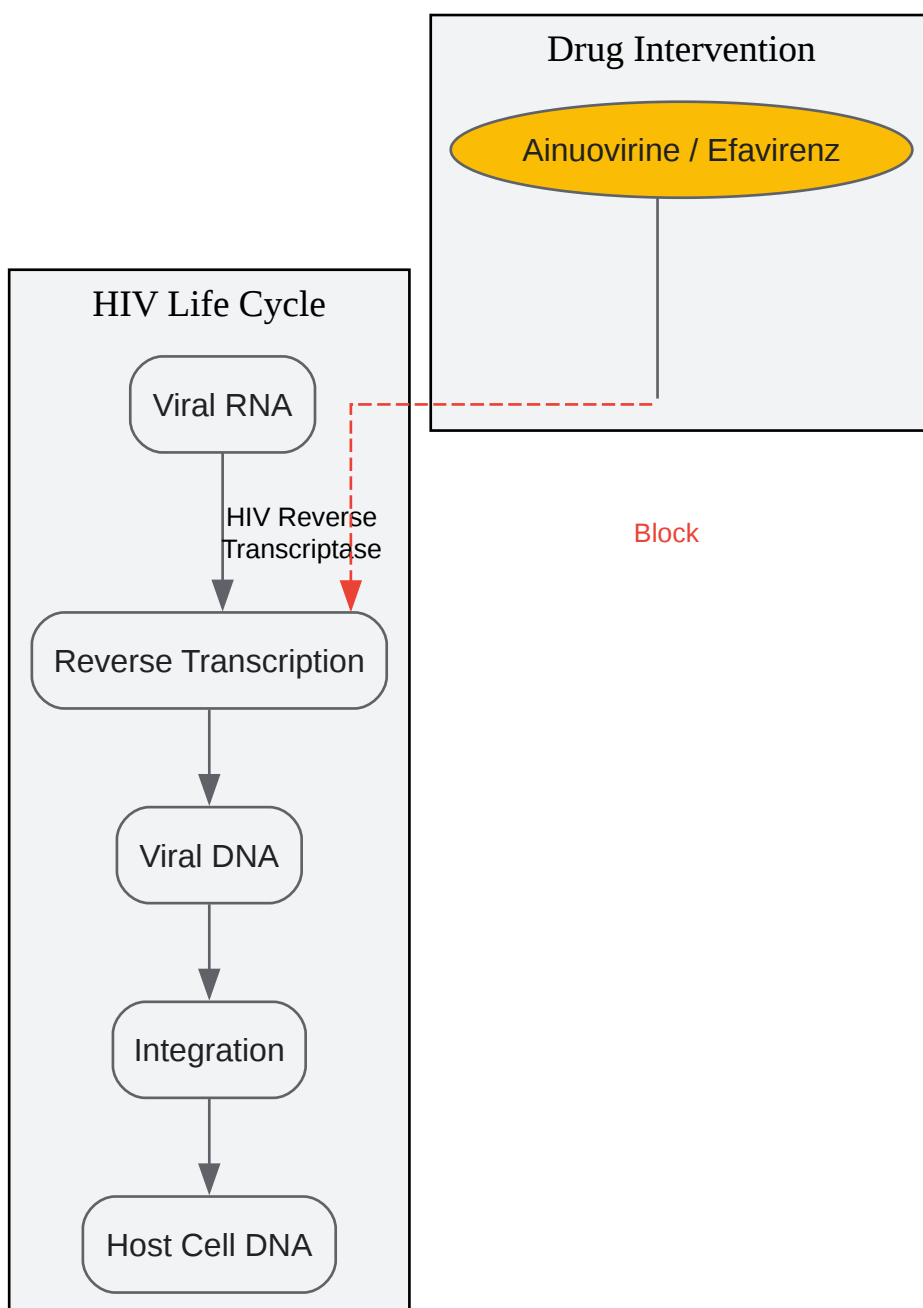 Drug Intervention
Ainuovirine / Efavirenz
HIV Life Cycle
Viral RNA
HIV Reverse
Transcriptase
Block
Reverse Transcription
Viral DNA
Integration
Host Cell DNA